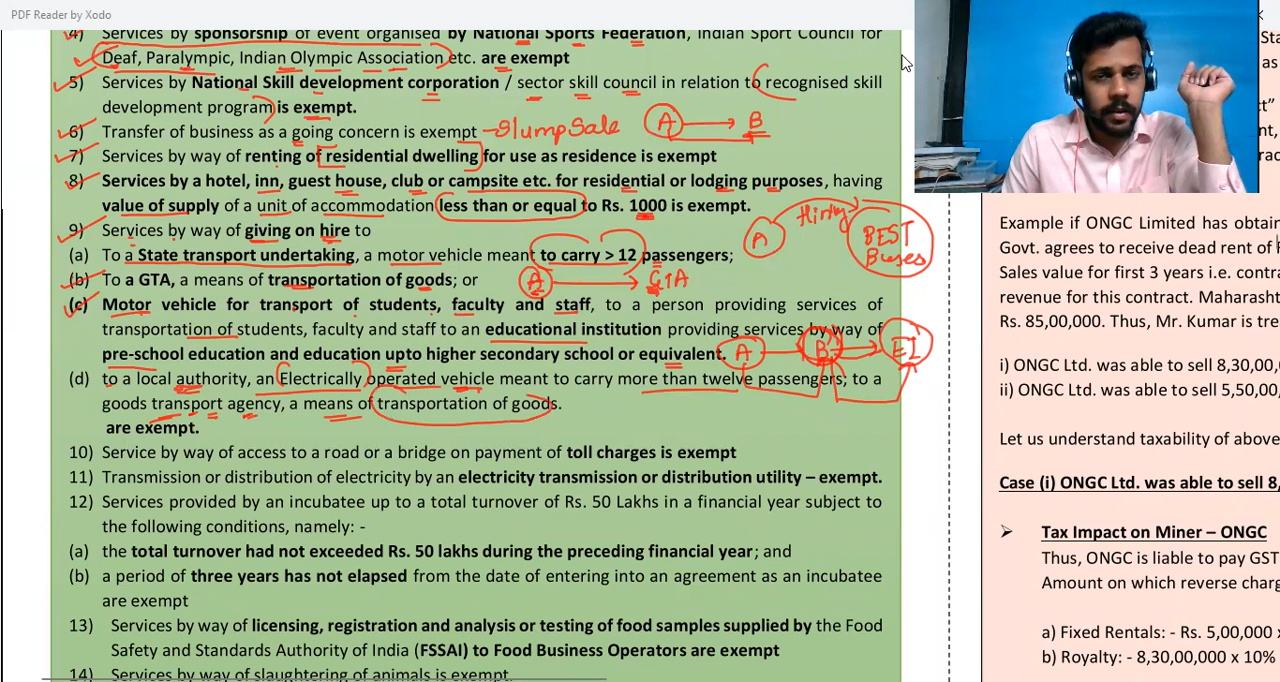 PDF Reader by Xodo
4) Services by sponsorship of event organised by National Sports Federation, Indian Sport Council for
Deaf, Paralympic, Indian Olympic Association etc. are exempt
5) Services by National Skill development corporation / sector skill council in relation to recognised skill
development program is exempt.
6) Transfer of business as a going concern is exempt – Slump Sale A B
7) Services by way of renting of residential dwelling for use as residence is exempt
8) Services by a hotel, inn, guest house, club or campsite etc. for residential or lodging purposes, having
value of supply of a unit of accommodation less than or equal to Rs. 1000 is exempt.
9) Services by way of giving on hire to
A Hiring BEST Buses
(a) To a State transport undertaking, a motor vehicle meant to carry > 12 passengers;
(b) To a GTA, a means of transportation of goods; or A GTA
(c) Motor vehicle for transport of students, faculty and staff, to a person providing services of
transportation of students, faculty and staff to an educational institution providing services by way of
pre-school education and education upto higher secondary school or equivalent. A B EI
(d) to a local authority, an Electrically operated vehicle meant to carry more than twelve passengers; to a
goods transport agency, a means of transportation of goods.
are exempt.
10) Service by way of access to a road or a bridge on payment of toll charges is exempt
11) Transmission or distribution of electricity by an electricity transmission or distribution utility – exempt.
12) Services provided by an incubatee up to a total turnover of Rs. 50 Lakhs in a financial year subject to
the following conditions, namely: -
(a) the total turnover had not exceeded Rs. 50 lakhs during the preceding financial year; and
(b) a period of three years has not elapsed from the date of entering into an agreement as an incubatee
are exempt
13) Services by way of licensing, registration and analysis or testing of food samples supplied by the Food
Safety and Standards Authority of India (FSSAI) to Food Business Operators are exempt
14) Services by way of slaughtering of animals is exempt.
Sta
as
ct"
nt,
Example if ONGC Limited has obtain
Govt. agrees to receive dead rent of
Sales value for first 3 years i.e. contra
revenue for this contract. Maharasht
Rs. 85,00,000. Thus, Mr. Kumar is tre
i) ONGC Ltd. was able to sell 8,30,00,
ii) ONGC Ltd. was able to sell 5,50,00,
Let us understand taxability of above
Case (i) ONGC Ltd. was able to sell 8,
➢ Tax Impact on Miner – ONGC
Thus, ONGC is liable to pay GST
Amount on which reverse charg
a) Fixed Rentals: - Rs. 5,00,000 x
b) Royalty: - 8,30,00,000 x 10%